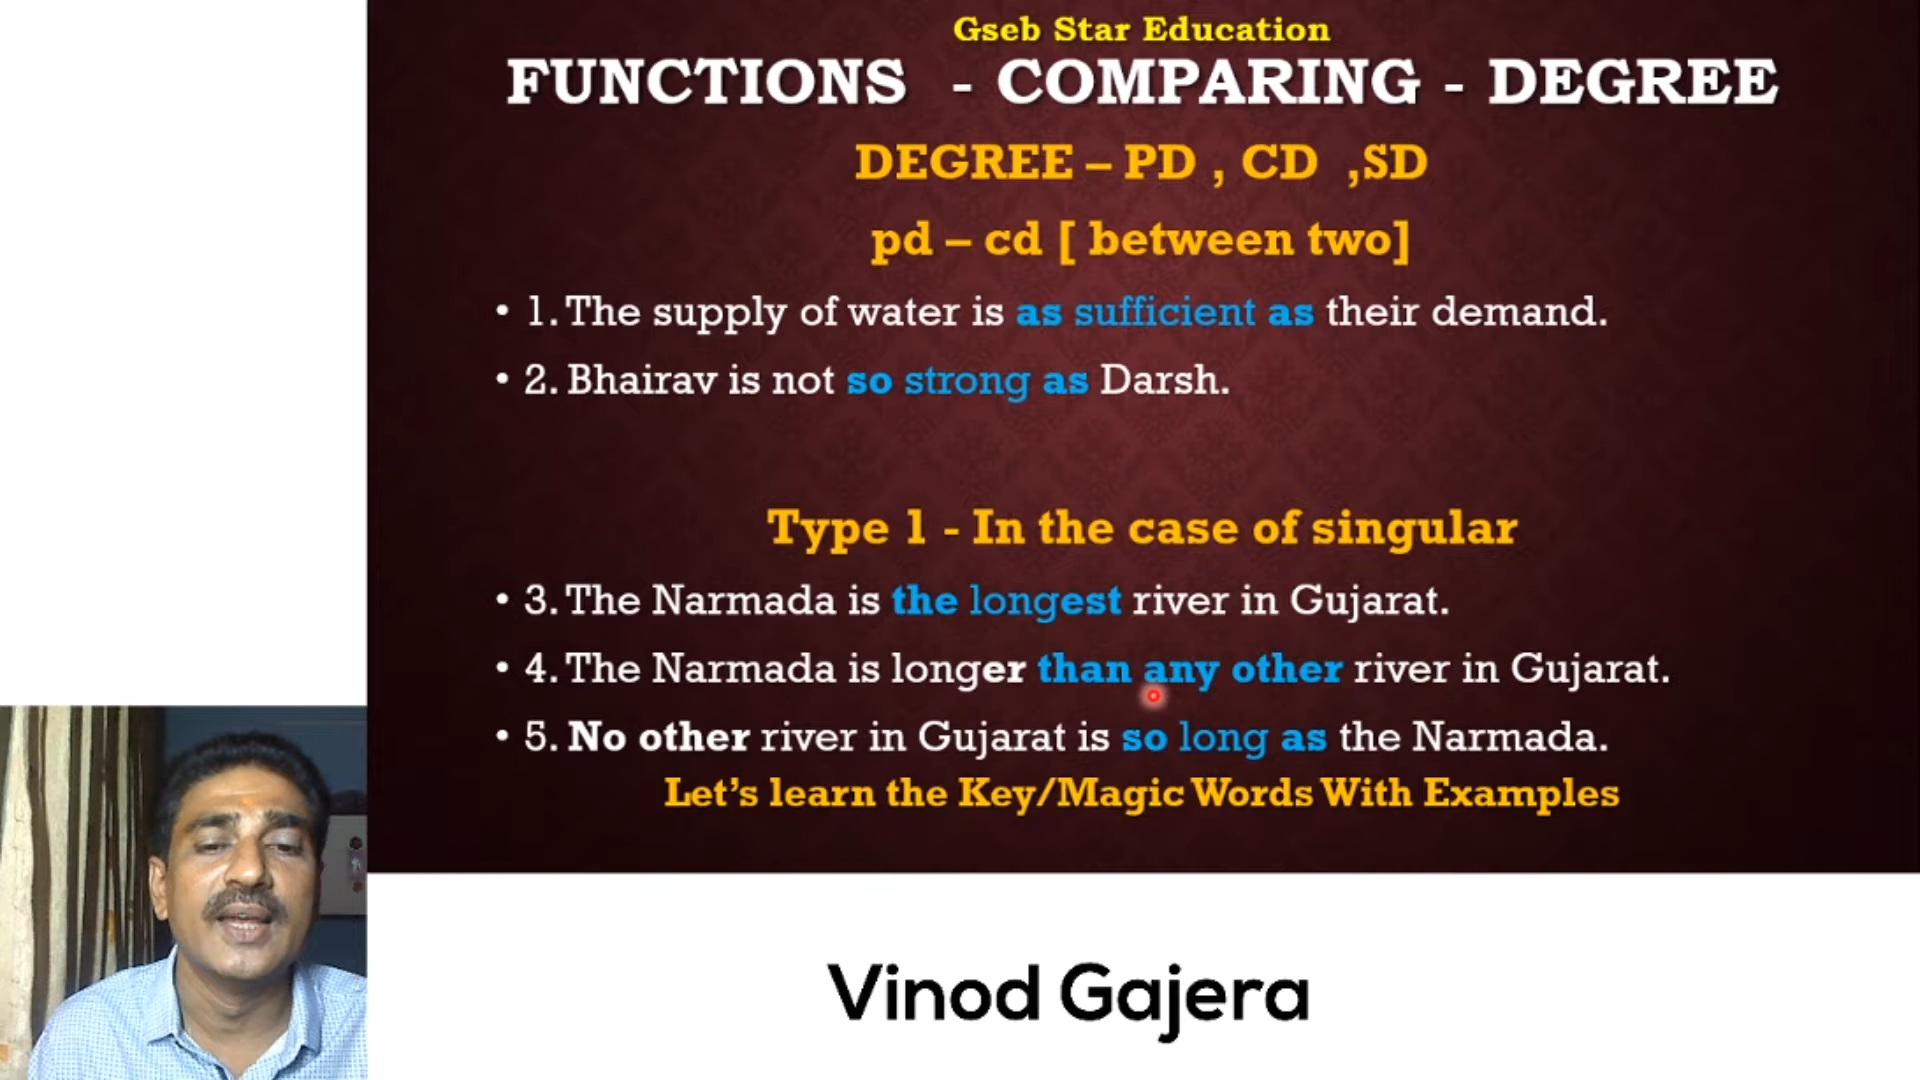 Gseb Star Education
FUNCTIONS - COMPARING - DEGREE
DEGREE – PD , CD ,SD
pd – cd [ between two]
• 1. The supply of water is as sufficient as their demand.
• 2. Bhairav is not so strong as Darsh.
Type 1 - In the case of singular
• 3. The Narmada is the longest river in Gujarat.
• 4. The Narmada is longer than any other river in Gujarat.
• 5. No other river in Gujarat is so long as the Narmada.
Let's learn the Key/Magic Words With Examples
Vinod Gajera